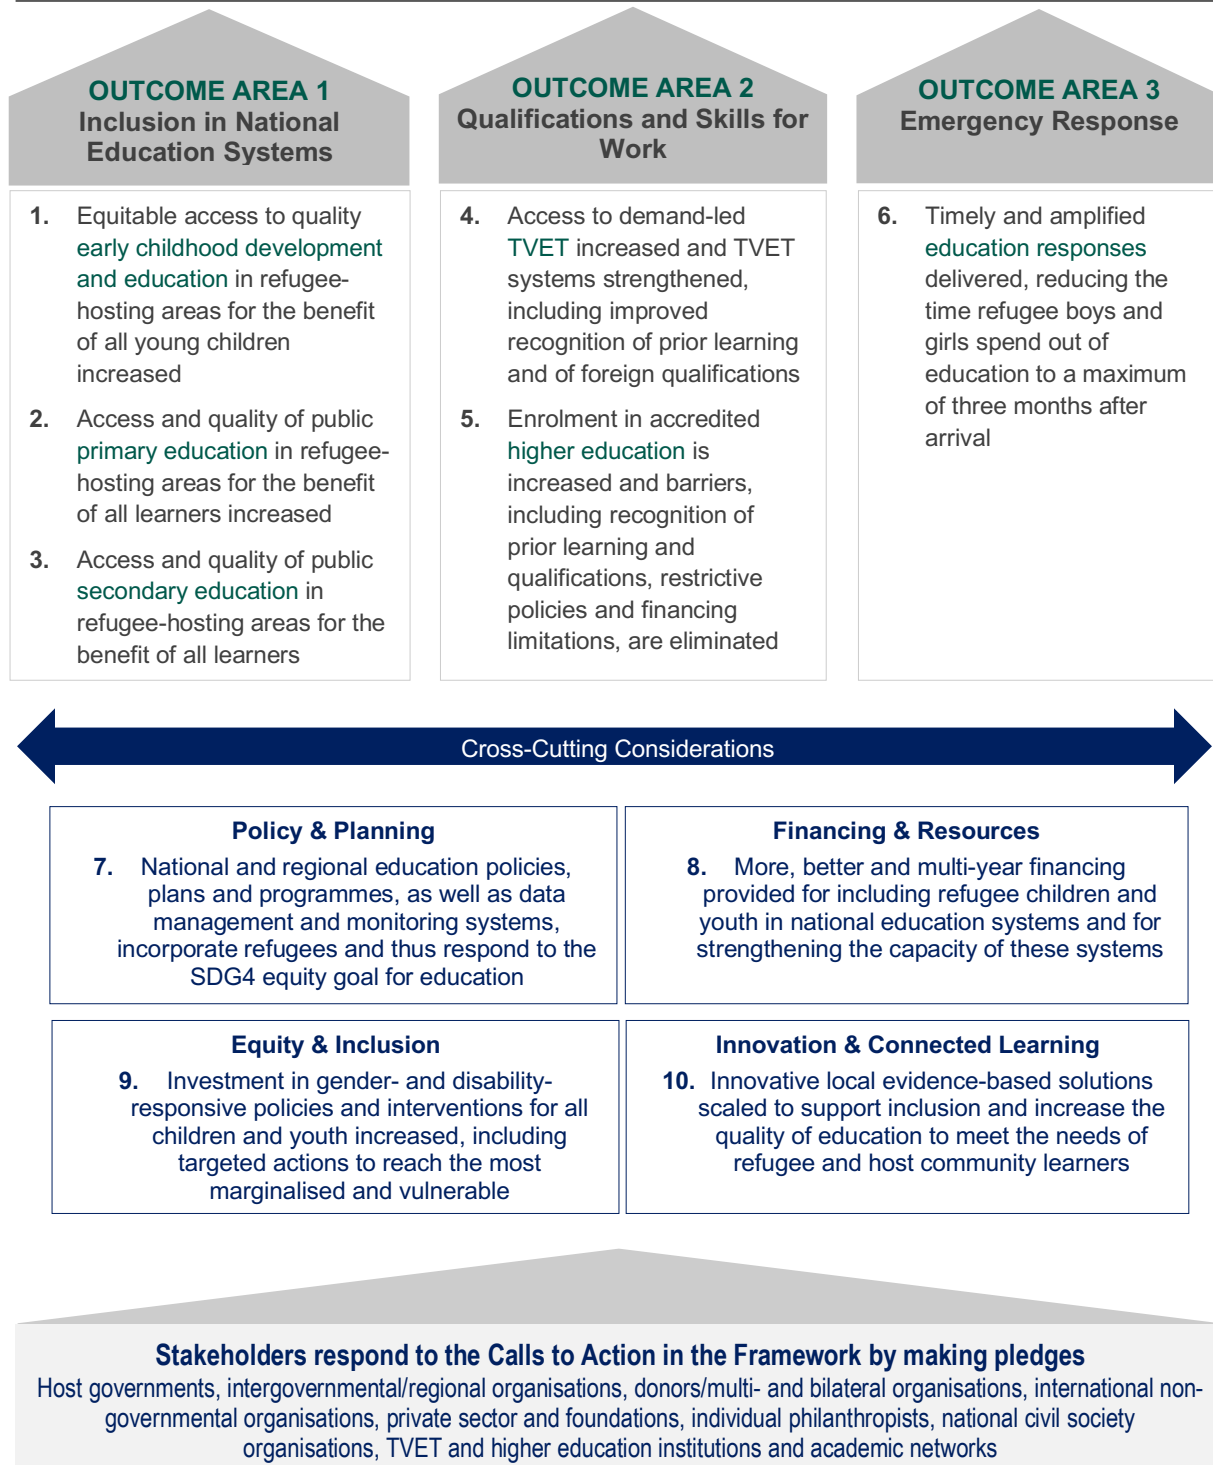 OUTCOME AREA 1
Inclusion in National
Education Systems
1. Equitable access to quality
early childhood development
and education in refugee-
hosting areas for the benefit
of all young children
increased
2. Access and quality of public
primary education in refugee-
hosting areas for the benefit
of all learners increased
3. Access and quality of public
secondary education in
refugee-hosting areas for the
benefit of all learners
OUTCOME AREA 2
Qualifications and Skills for
Work
4. Access to demand-led
TVET increased and TVET
systems strengthened,
including improved
recognition of prior learning
and of foreign qualifications
5. Enrolment in accredited
higher education is
increased and barriers,
including recognition of
prior learning and
qualifications, restrictive
policies and financing
limitations, are eliminated
OUTCOME AREA 3
Emergency Response
6. Timely and amplified
education responses
delivered, reducing the
time refugee boys and
girls spend out of
education to a maximum
of three months after
arrival
Cross-Cutting Considerations
Policy & Planning
7. National and regional education policies,
plans and programmes, as well as data
management and monitoring systems,
incorporate refugees and thus respond to the
SDG4 equity goal for education
Financing & Resources
8. More, better and multi-year financing
provided for including refugee children and
youth in national education systems and for
strengthening the capacity of these systems
Equity & Inclusion
9. Investment in gender- and disability-
responsive policies and interventions for all
children and youth increased, including
targeted actions to reach the most
marginalised and vulnerable
Innovation & Connected Learning
10. Innovative local evidence-based solutions
scaled to support inclusion and increase the
quality of education to meet the needs of
refugee and host community learners
Stakeholders respond to the Calls to Action in the Framework by making pledges
Host governments, intergovernmental/regional organisations, donors/multi- and bilateral organisations, international non-
governmental organisations, private sector and foundations, individual philanthropists, national civil society
organisations, TVET and higher education institutions and academic networks